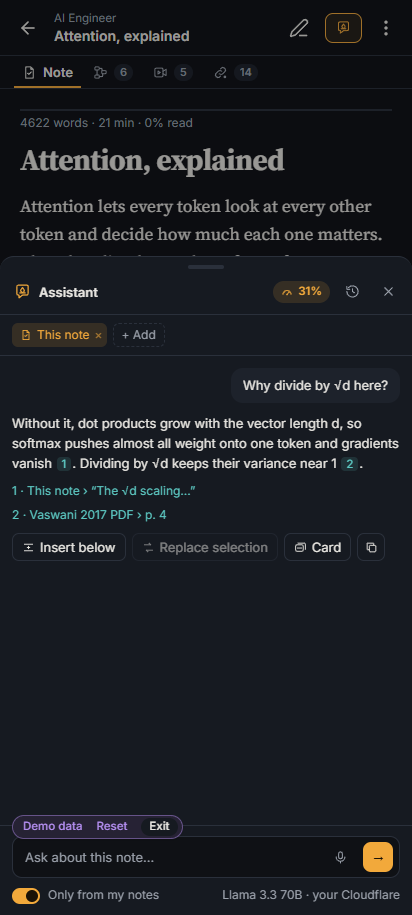 AI Engineer
Attention, explained
Note 6 5 14
4622 words · 21 min · 0% read
Attention, explained
Attention lets every token look at every other
token and decide how much each one matters.
Assistant 31%
This note × + Add
Why divide by √d here?
Without it, dot products grow with the vector length d, so
softmax pushes almost all weight onto one token and gradients
vanish 1. Dividing by √d keeps their variance near 1 2.
1 · This note › “The √d scaling...”
2 · Vaswani 2017 PDF › p. 4
Insert below Replace selection Card
Demo data Reset Exit
Ask about this note... →
Only from my notes Llama 3.3 70B · your Cloudflare